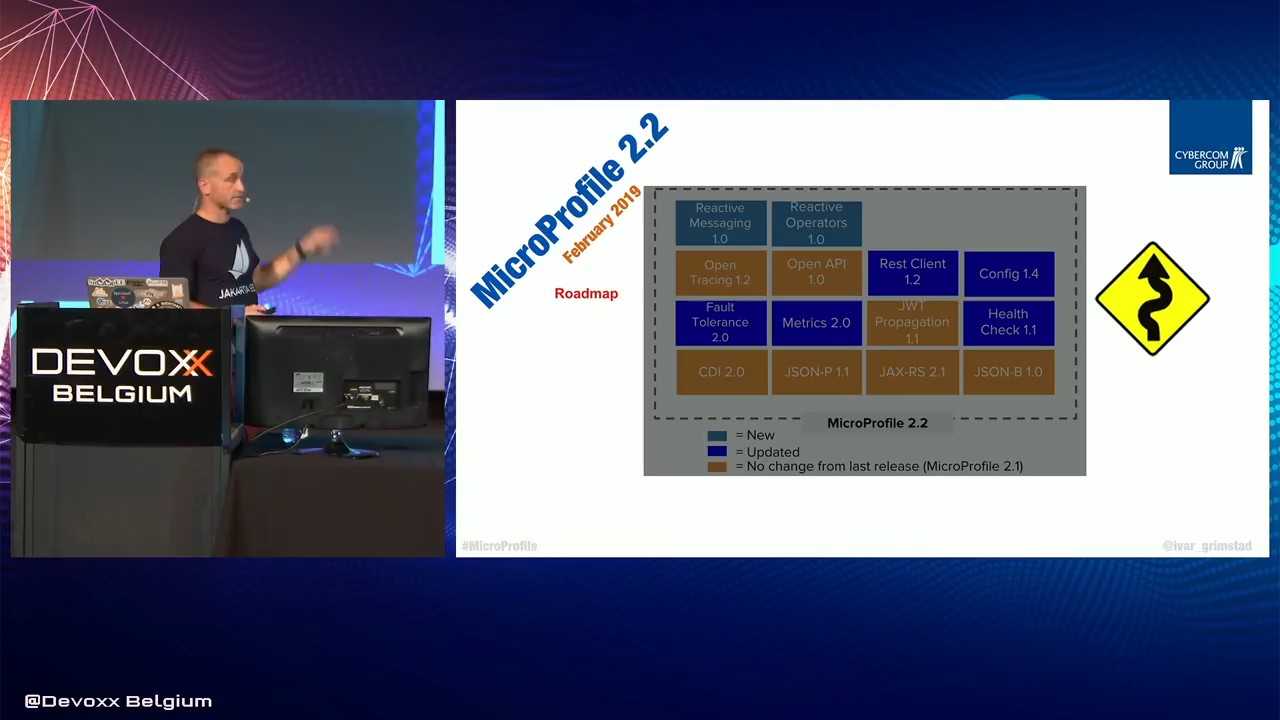 MicroProfile 2.2
February 2019
Roadmap
CYBERCOM
GROUP
Reactive
Messaging
1.0
Reactive
Operators
1.0
Open
Tracing 1.2
Open API
1.0
Rest Client
1.2
Config 1.4
Fault
Tolerance
2.0
Metrics 2.0
JWT
Propagation
1.1
Health
Check 1.1
CDI 2.0
JSON-P 1.1
JAX-RS 2.1
JSON-B 1.0
MicroProfile 2.2
= New
= Updated
= No change from last release (MicroProfile 2.1)
#MicroProfile
@ivar_grimstad
JAKARTA EE
DEVOXX
BELGIUM
@Devoxx Belgium